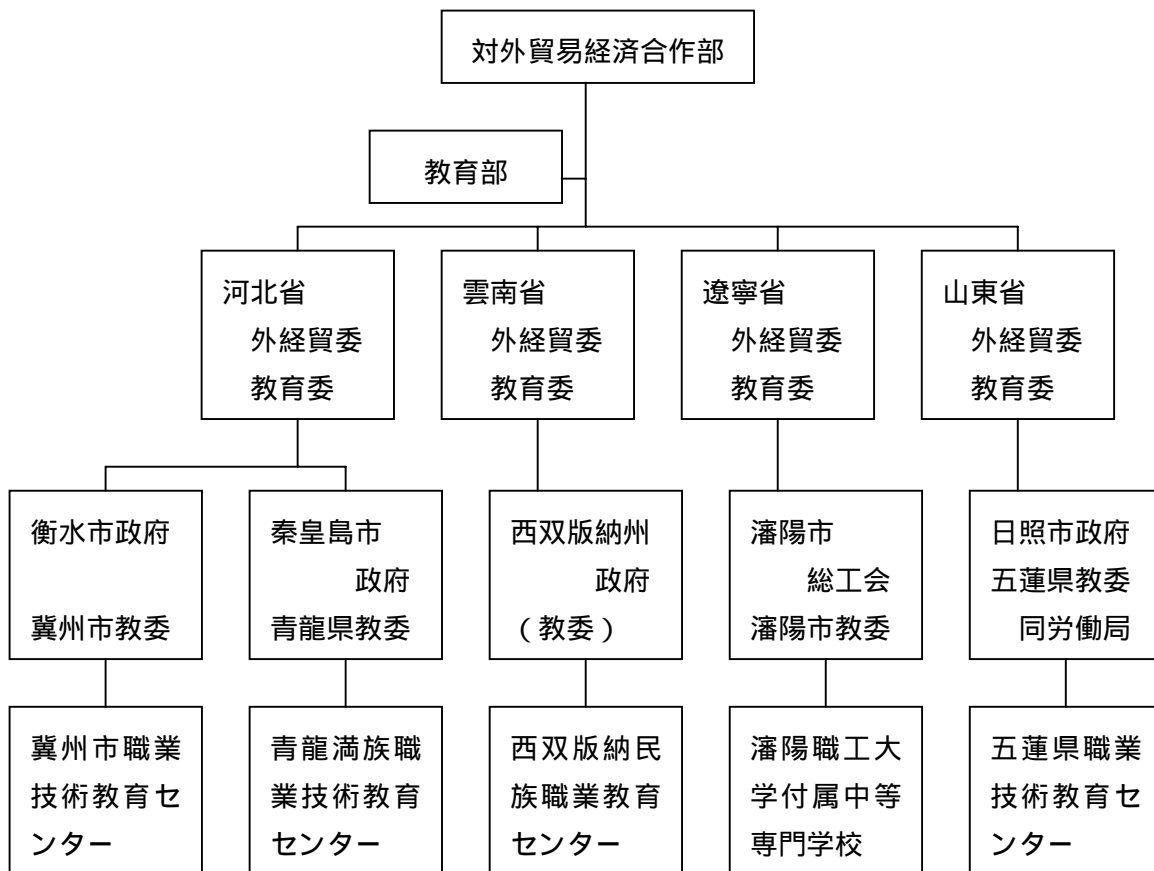 対外貿易経済合作部
教育部
河北省
外経貿委
教育委
雲南省
外経貿委
教育委
遼寧省
外経貿委
教育委
山東省
外経貿委
教育委
衡水市政府
冀州市教委
秦皇島市
政府
青龍県教委
西双版納州
政府
（教委）
瀋陽市
総工会
瀋陽市教委
日照市政府
五蓮県教委
同労働局
冀州市職業
技術教育セ
ンター
青龍満族職
業技術教育
センター
西双版納民
族職業教育
センター
瀋陽職工大
学付属中等
専門学校
五蓮県職業
技術教育セ
ンター